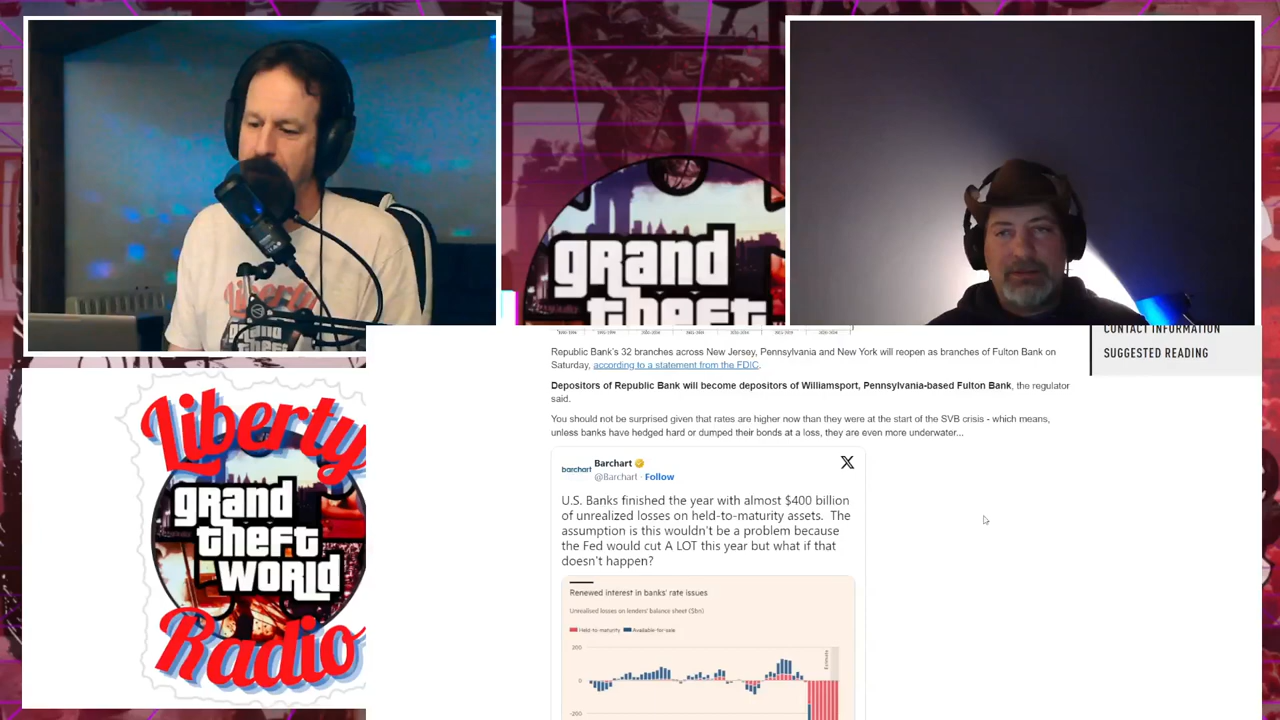 grand
theft
Liberty
grand
theft
WORLD
Radio
CONTACT INFORMATION
SUGGESTED READING
Republic Bank's 32 branches across New Jersey, Pennsylvania and New York will reopen as branches of Fulton Bank on
Saturday, according to a statement from the FDIC.
Depositors of Republic Bank will become depositors of Williamsport, Pennsylvania-based Fulton Bank, the regulator
said.
You should not be surprised given that rates are higher now than they were at the start of the SVB crisis - which means,
unless banks have hedged hard or dumped their bonds at a loss, they are even more underwater...
barchart
Barchart
@Barchart · Follow
U.S. Banks finished the year with almost $400 billion
of unrealized losses on held-to-maturity assets. The
assumption is this wouldn't be a problem because
the Fed would cut A LOT this year but what if that
doesn't happen?
Renewed interest in banks' rate issues
Unrealised losses on lenders' balance sheet ($bn)
Held-to-maturity Available-for-sale
Estimate
200
0
-200